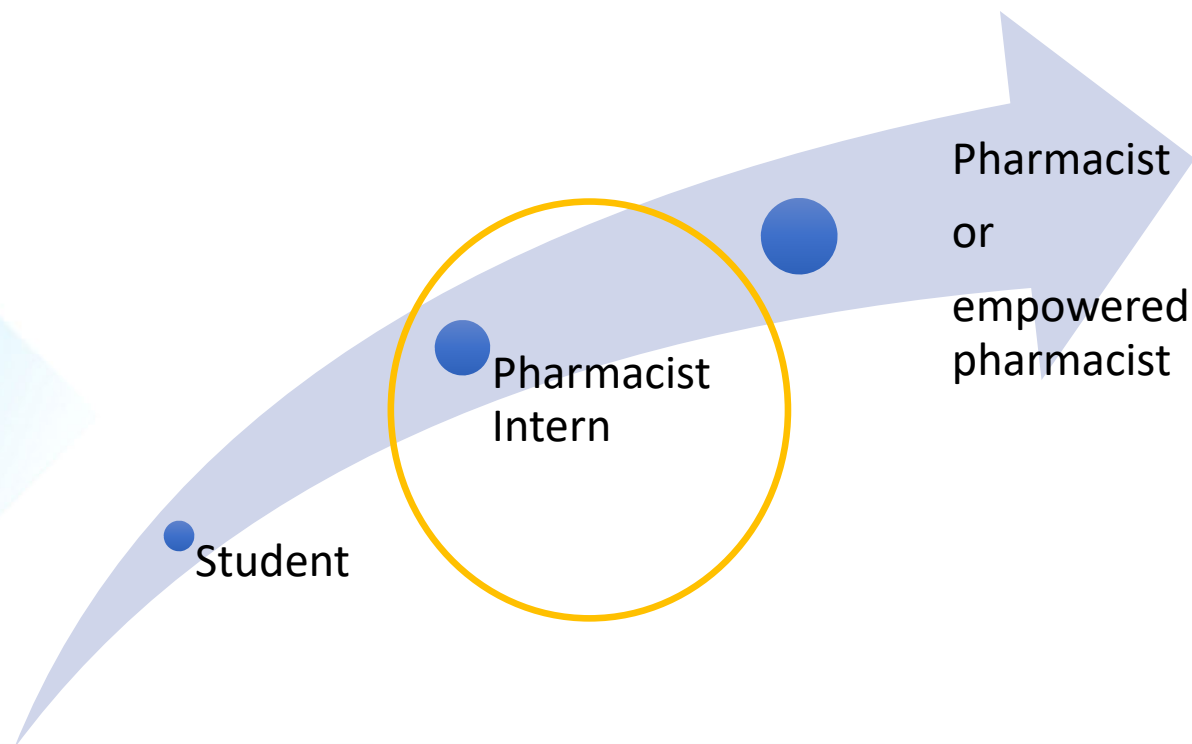 Student
Pharmacist
Intern
Pharmacist
or
empowered
pharmacist